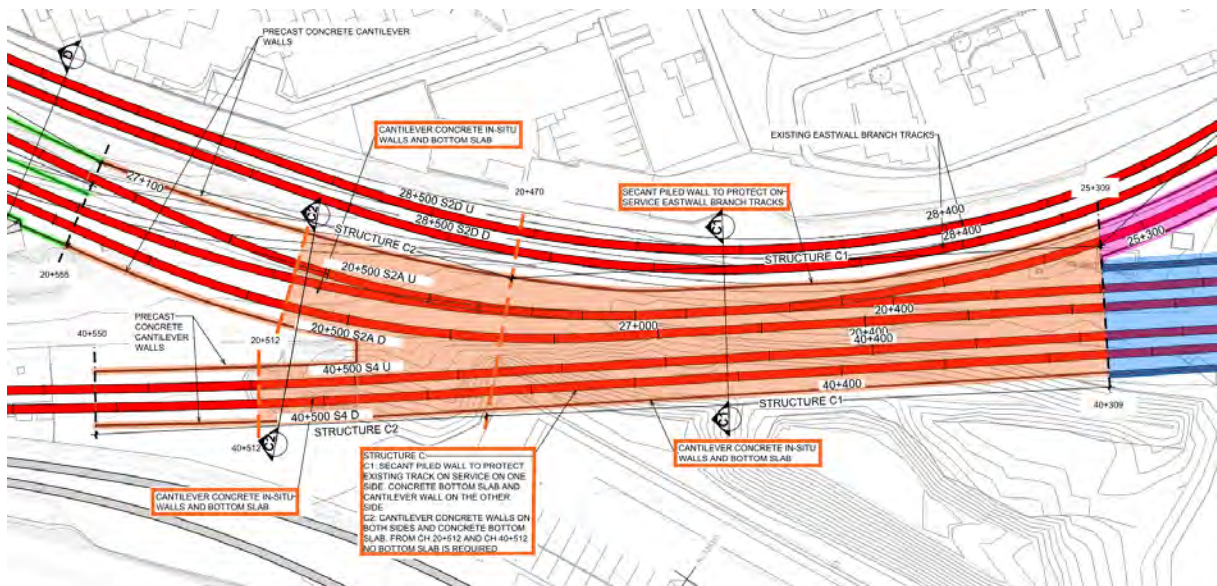 PRECAST CONCRETE CANTILEVER
WALLS
D
CANTILEVER CONCRETE IN-SITU
WALLS AND BOTTOM SLAB
EXISTING EASTWALL BRANCH TRACKS
27+100
28+500 S2D U
20+470
SECANT PILED WALL TO PROTECT ON-
SERVICE EASTWALL BRANCH TRACKS
25+309
C2
28+500 S2D D
C1
28+400
28+400
STRUCTURE C2
STRUCTURE C1
25+300
20+555
20+500 S2A U
20+400
27+000
PRECAST
CONCRETE
CANTILEVER
WALLS
40+550
20+512
20+500 S2A D
20+400
40+400
40+500 S4 U
40+400
STRUCTURE C1
40+309
40+500 S4 D
STRUCTURE C2
C1
40+512
C2
CANTILEVER CONCRETE IN-SITU
WALLS AND BOTTOM SLAB
STRUCTURE C:
C1: SECANT PILED WALL TO PROTECT
EXISTING TRACK ON SERVICE ON ONE
SIDE. CONCRETE BOTTOM SLAB AND
CANTILEVER WALL ON THE OTHER
SIDE
C2: CANTILEVER CONCRETE WALLS ON
BOTH SIDES AND CONCRETE BOTTOM
SLAB. FROM CH 20+512 AND CH 40+512
NO BOTTOM SLAB IS REQUIRED
CANTILEVER CONCRETE IN-SITU
WALLS AND BOTTOM SLAB